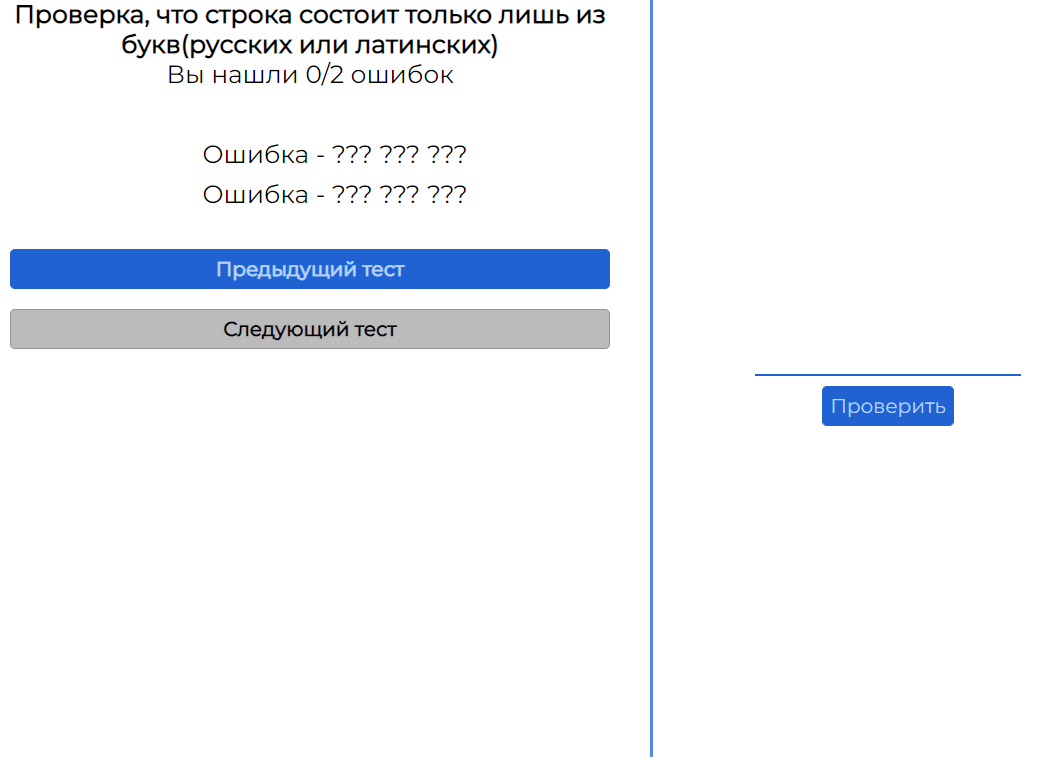 Проверка, что строка состоит только лишь из
букв(русских или латинских)
Вы нашли 0/2 ошибок
Ошибка - ??? ??? ???
Ошибка - ??? ??? ???
Предыдущий тест
Следующий тест
Проверить